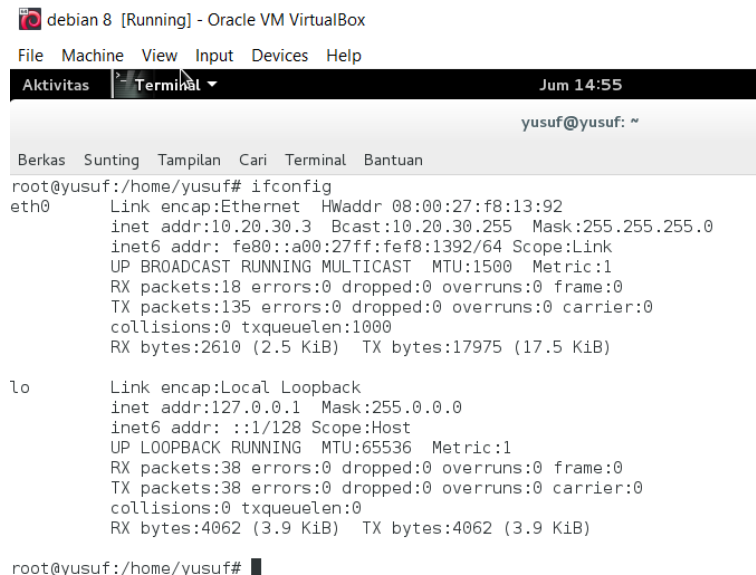 debian 8 [Running] - Oracle VM VirtualBox
File Machine View Input Devices Help
Aktivitas Terminal Jum 14:55
yusuf@yusuf: ~
Berkas Sunting Tampilan Cari Terminal Bantuan
root@yusuf:/home/yusuf# ifconfig
eth0 Link encap:Ethernet HWaddr 08:00:27:f8:13:92
inet addr:10.20.30.3 Bcast:10.20.30.255 Mask:255.255.255.0
inet6 addr: fe80::a00:27ff:fef8:1392/64 Scope:Link
UP BROADCAST RUNNING MULTICAST MTU:1500 Metric:1
RX packets:18 errors:0 dropped:0 overruns:0 frame:0
TX packets:135 errors:0 dropped:0 overruns:0 carrier:0
collisions:0 txqueuelen:1000
RX bytes:2610 (2.5 KiB) TX bytes:17975 (17.5 KiB)
lo Link encap:Local Loopback
inet addr:127.0.0.1 Mask:255.0.0.0
inet6 addr: ::1/128 Scope:Host
UP LOOPBACK RUNNING MTU:65536 Metric:1
RX packets:38 errors:0 dropped:0 overruns:0 frame:0
TX packets:38 errors:0 dropped:0 overruns:0 carrier:0
collisions:0 txqueuelen:0
RX bytes:4062 (3.9 KiB) TX bytes:4062 (3.9 KiB)
root@yusuf:/home/yusuf#